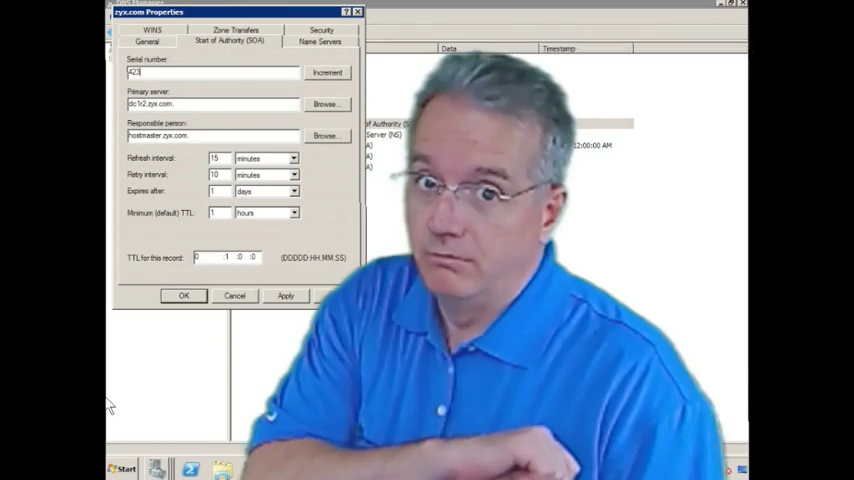 DNS Manager
zyx.com Properties
WINS
Zone Transfers
Security
General
Start of Authority (SOA)
Name Servers
Data
Timestamp
Serial number:
423
Increment
Primary server:
dc1r2.zyx.com.
Browse...
of Authority (SOA)
Server (NS)
12:00:00 AM
Responsible person:
hostmaster.zyx.com.
Browse...
Refresh interval:
15
minutes
Retry interval:
10
minutes
Expires after:
1
days
Minimum (default) TTL:
1
hours
TTL for this record:
0 :1 :0 :0
(DDDDD:HH.MM.SS)
OK
Cancel
Apply
Start